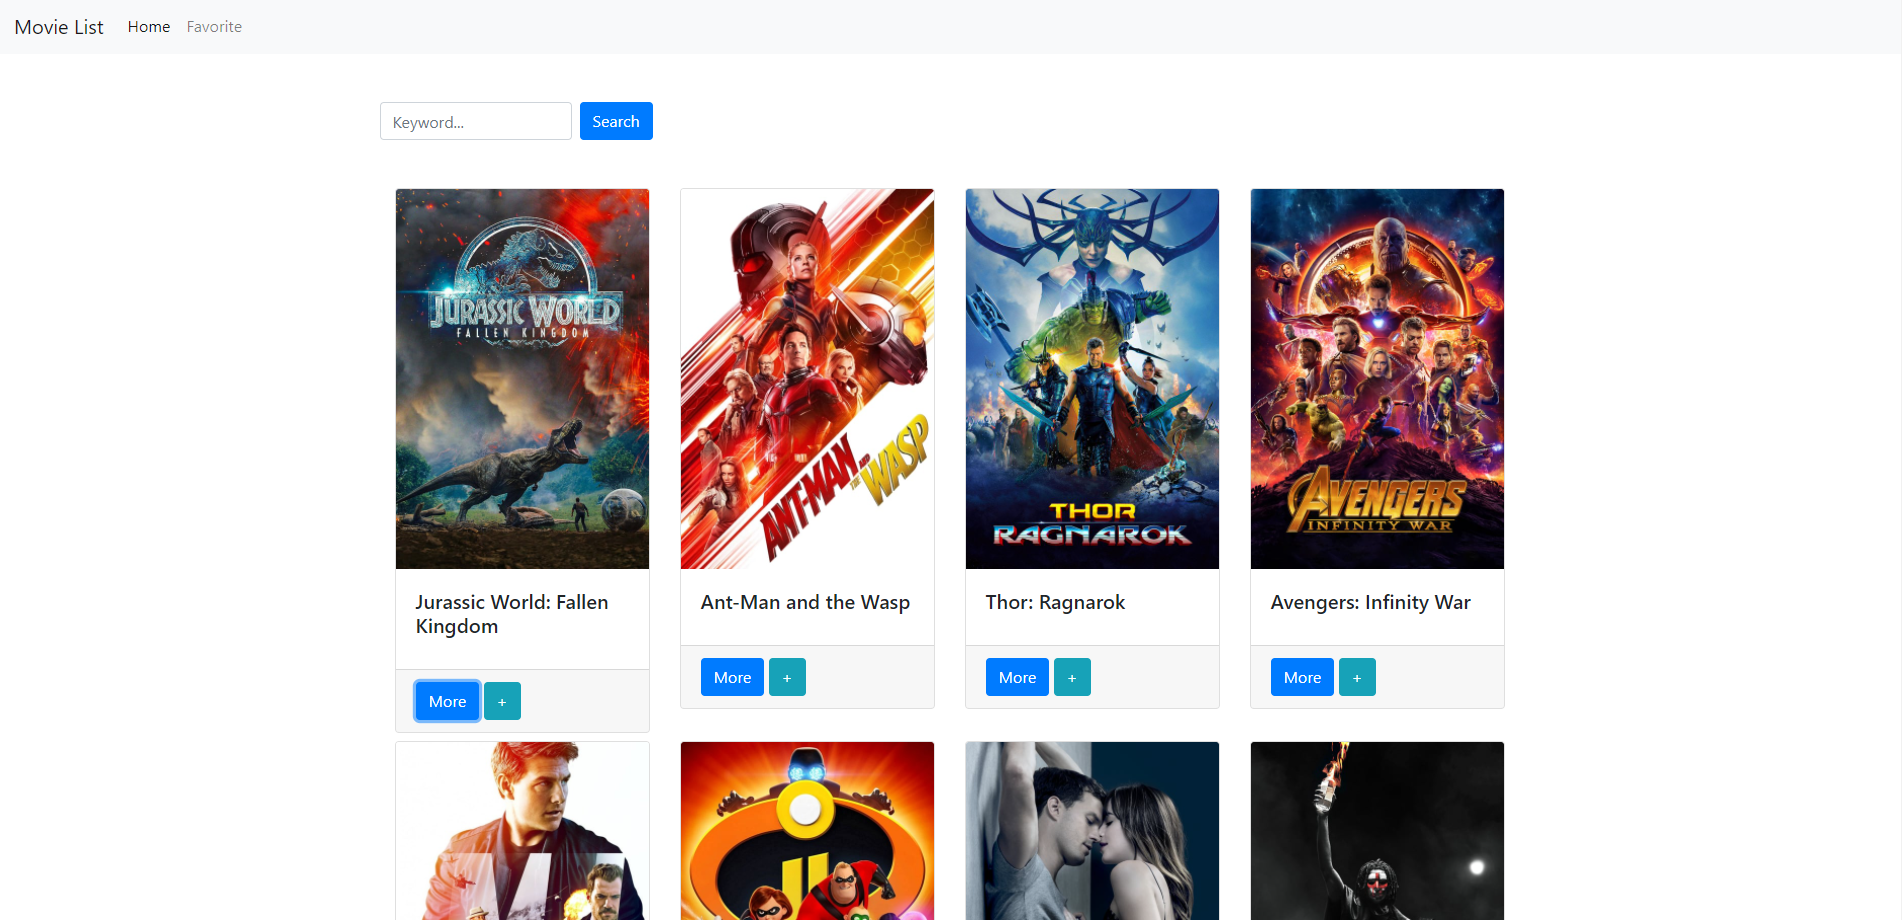 Movie List Home Favorite
Keyword... Search
JURASSIC WORLD
FALLEN KINGDOM
ANT-MAN
AND THE
WASP
THOR
RAGNAROK
AVENGERS
INFINITY WAR
Jurassic World: Fallen
Kingdom
Ant-Man and the Wasp
Thor: Ragnarok
Avengers: Infinity War
More +
More +
More +
More +